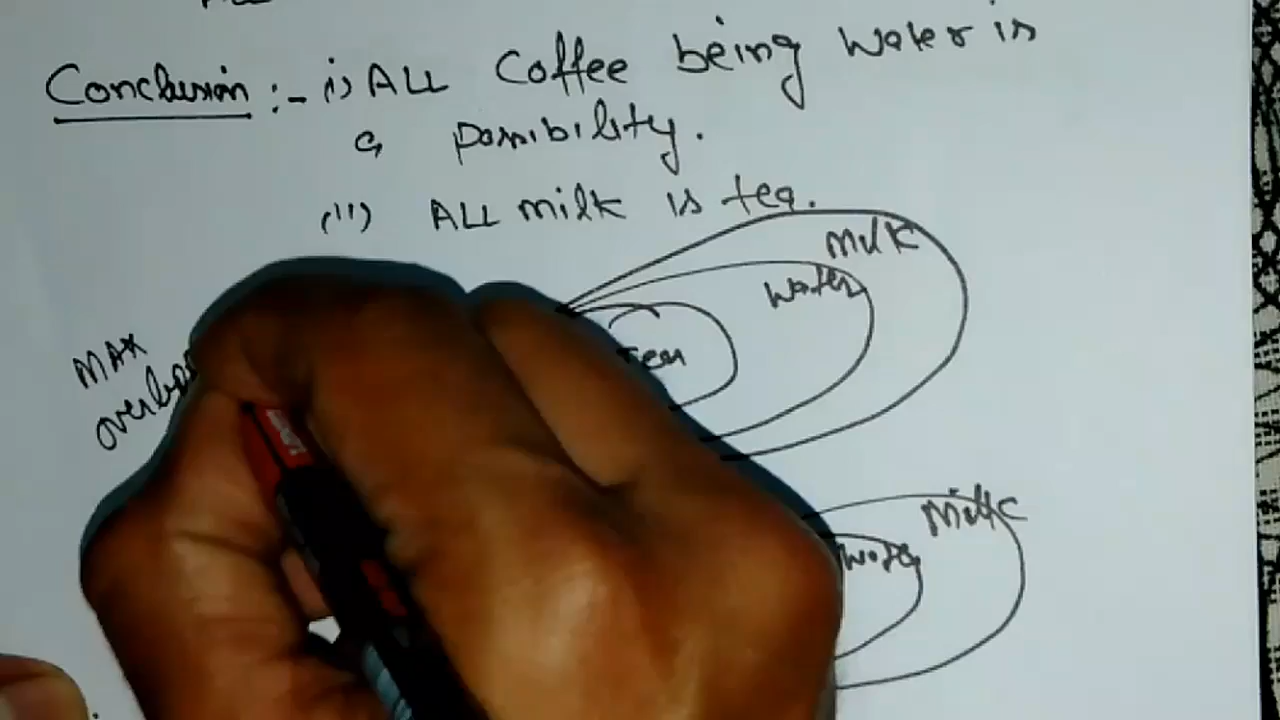 Conclusion :- (i) ALL Coffee being Water is
a possibility.
(ii) ALL milk is tea.
Milk
Water
Tea
MAX
Milk
Water